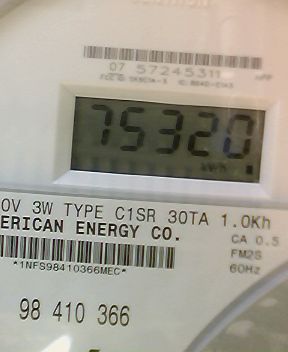 07 57245311
75320
0V 3W TYPE C1SR 30TA 1.0Kh
ERICAN ENERGY CO.
CA 0.5
FM2S
*1NFS98410366MEC*
60Hz
98 410 366